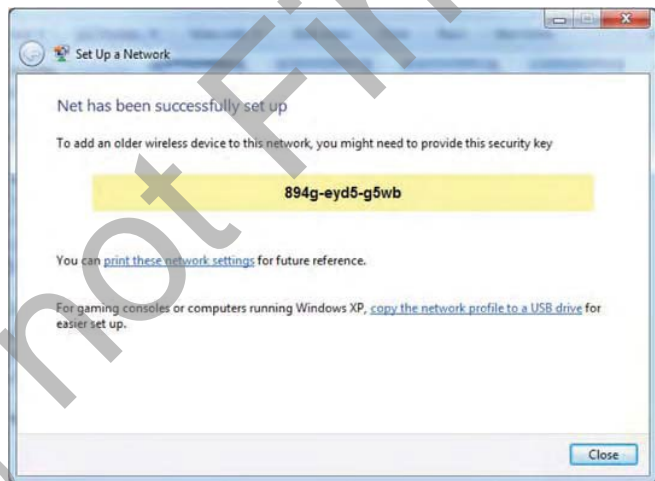 Set Up a Network
Net has been successfully set up
To add an older wireless device to this network, you might need to provide this security key
894g-eyd5-g5wb
You can print these network settings for future reference.
For gaming consoles or computers running Windows XP, copy the network profile to a USB drive for
easier set up.
Close
not Fin